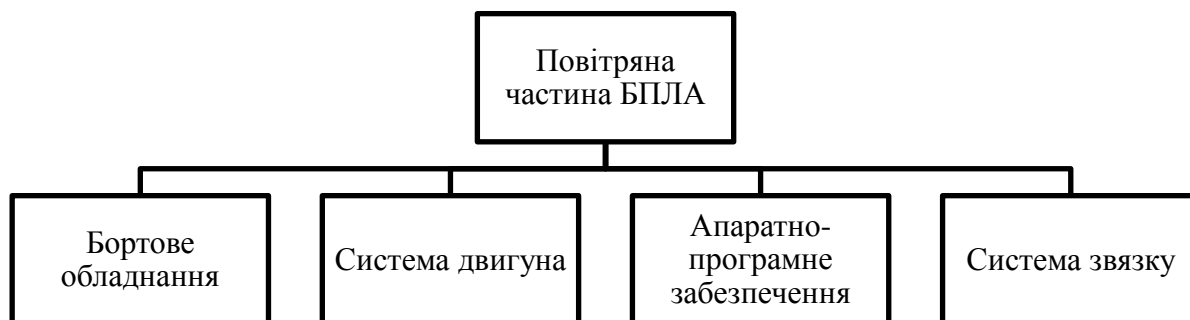 Повітряна
частина БПЛА
Бортове
обладнання
Система двигуна
Апаратно-
програмне
забезпечення
Система звязку